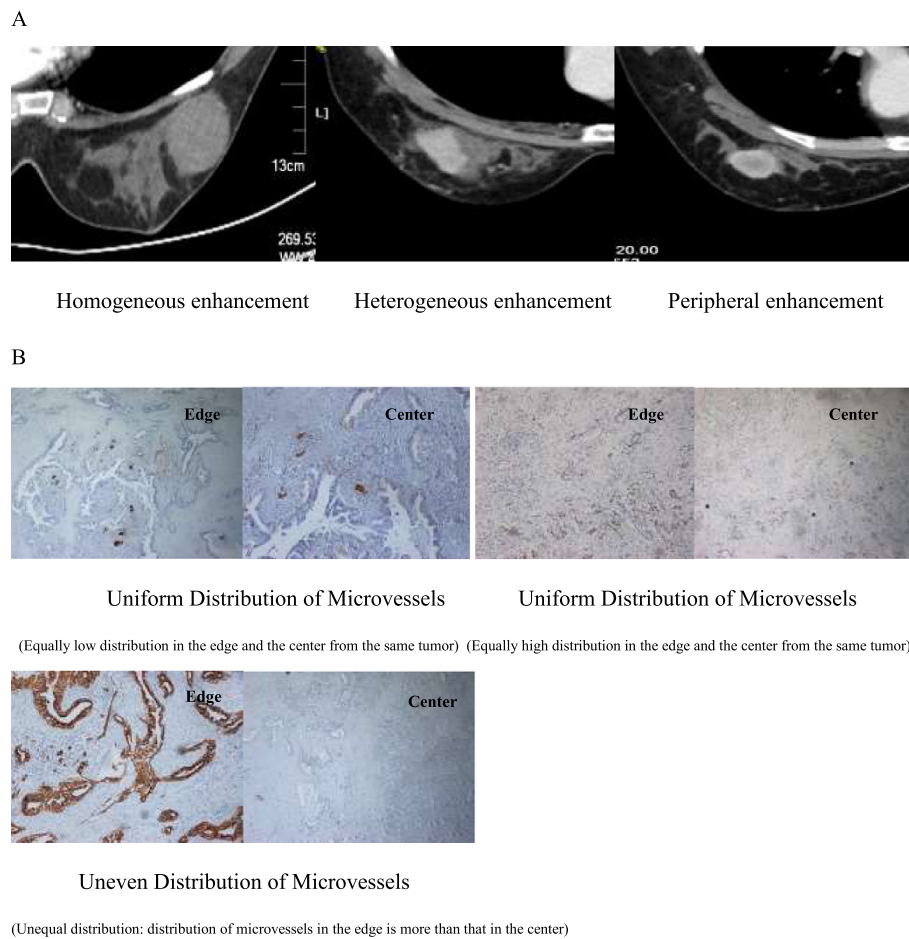 A
L]
13cm
269.53
20.00
Homogeneous enhancement
Heterogeneous enhancement
Peripheral enhancement
B
Edge
Center
Edge
Center
Uniform Distribution of Microvessels
Uniform Distribution of Microvessels
(Equally low distribution in the edge and the center from the same tumor)
(Equally high distribution in the edge and the center from the same tumor)
Edge
Center
Uneven Distribution of Microvessels
(Unequal distribution: distribution of microvessels in the edge is more than that in the center)